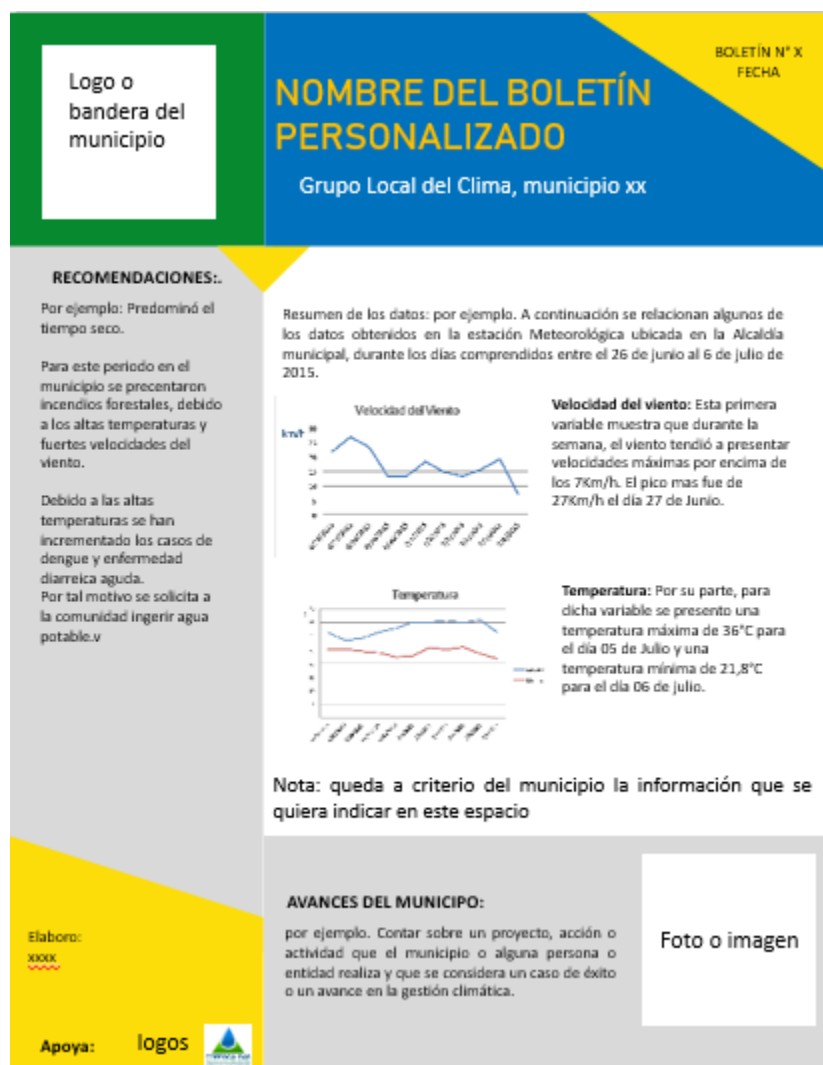 Logo o
bandera del
municipio
NOMBRE DEL BOLETÍN
PERSONALIZADO
Grupo Local del Clima, municipio xx
BOLETÍN N° X
FECHA
RECOMENDACIONES:.
Por ejemplo: Predominó el
tiempo seco.
Para este periodo en el
municipio se precentaron
incendios forestales, debido
a los altas temperaturas y
fuertes velocidades del
viento.
Debido a las altas
temperaturas se han
incrementado los casos de
dengue y enfermedad
diarreica aguda.
Por tal motivo se solicita a
la comunidad ingerir agua
potable.v
Resumen de los datos: por ejemplo. A continuación se relacionan algunos de
los datos obtenidos en la estación Meteorológica ubicada en la Alcaldía
municipal, durante los días comprendidos entre el 26 de junio al 6 de julio de
2015.
Velocidad del Viento
km/h
Velocidad del viento: Esta primera
variable muestra que durante la
semana, el viento tendió a presentar
velocidades máximas por encima de
los 7Km/h. El pico mas fue de
27Km/h el día 27 de Junio.
Temperatura
Temperatura: Por su parte, para
dicha variable se presento una
temperatura máxima de 36°C para
el día 05 de Julio y una
temperatura mínima de 21,8°C
para el día 06 de julio.
Nota: queda a criterio del municipio la información que se
quiera indicar en este espacio
AVANCES DEL MUNICIPO:
por ejemplo. Contar sobre un proyecto, acción o
actividad que el municipio o alguna persona o
entidad realiza y que se considera un caso de éxito
o un avance en la gestión climática.
Foto o imagen
Elaboro:
xxxx
Apoya:
logos